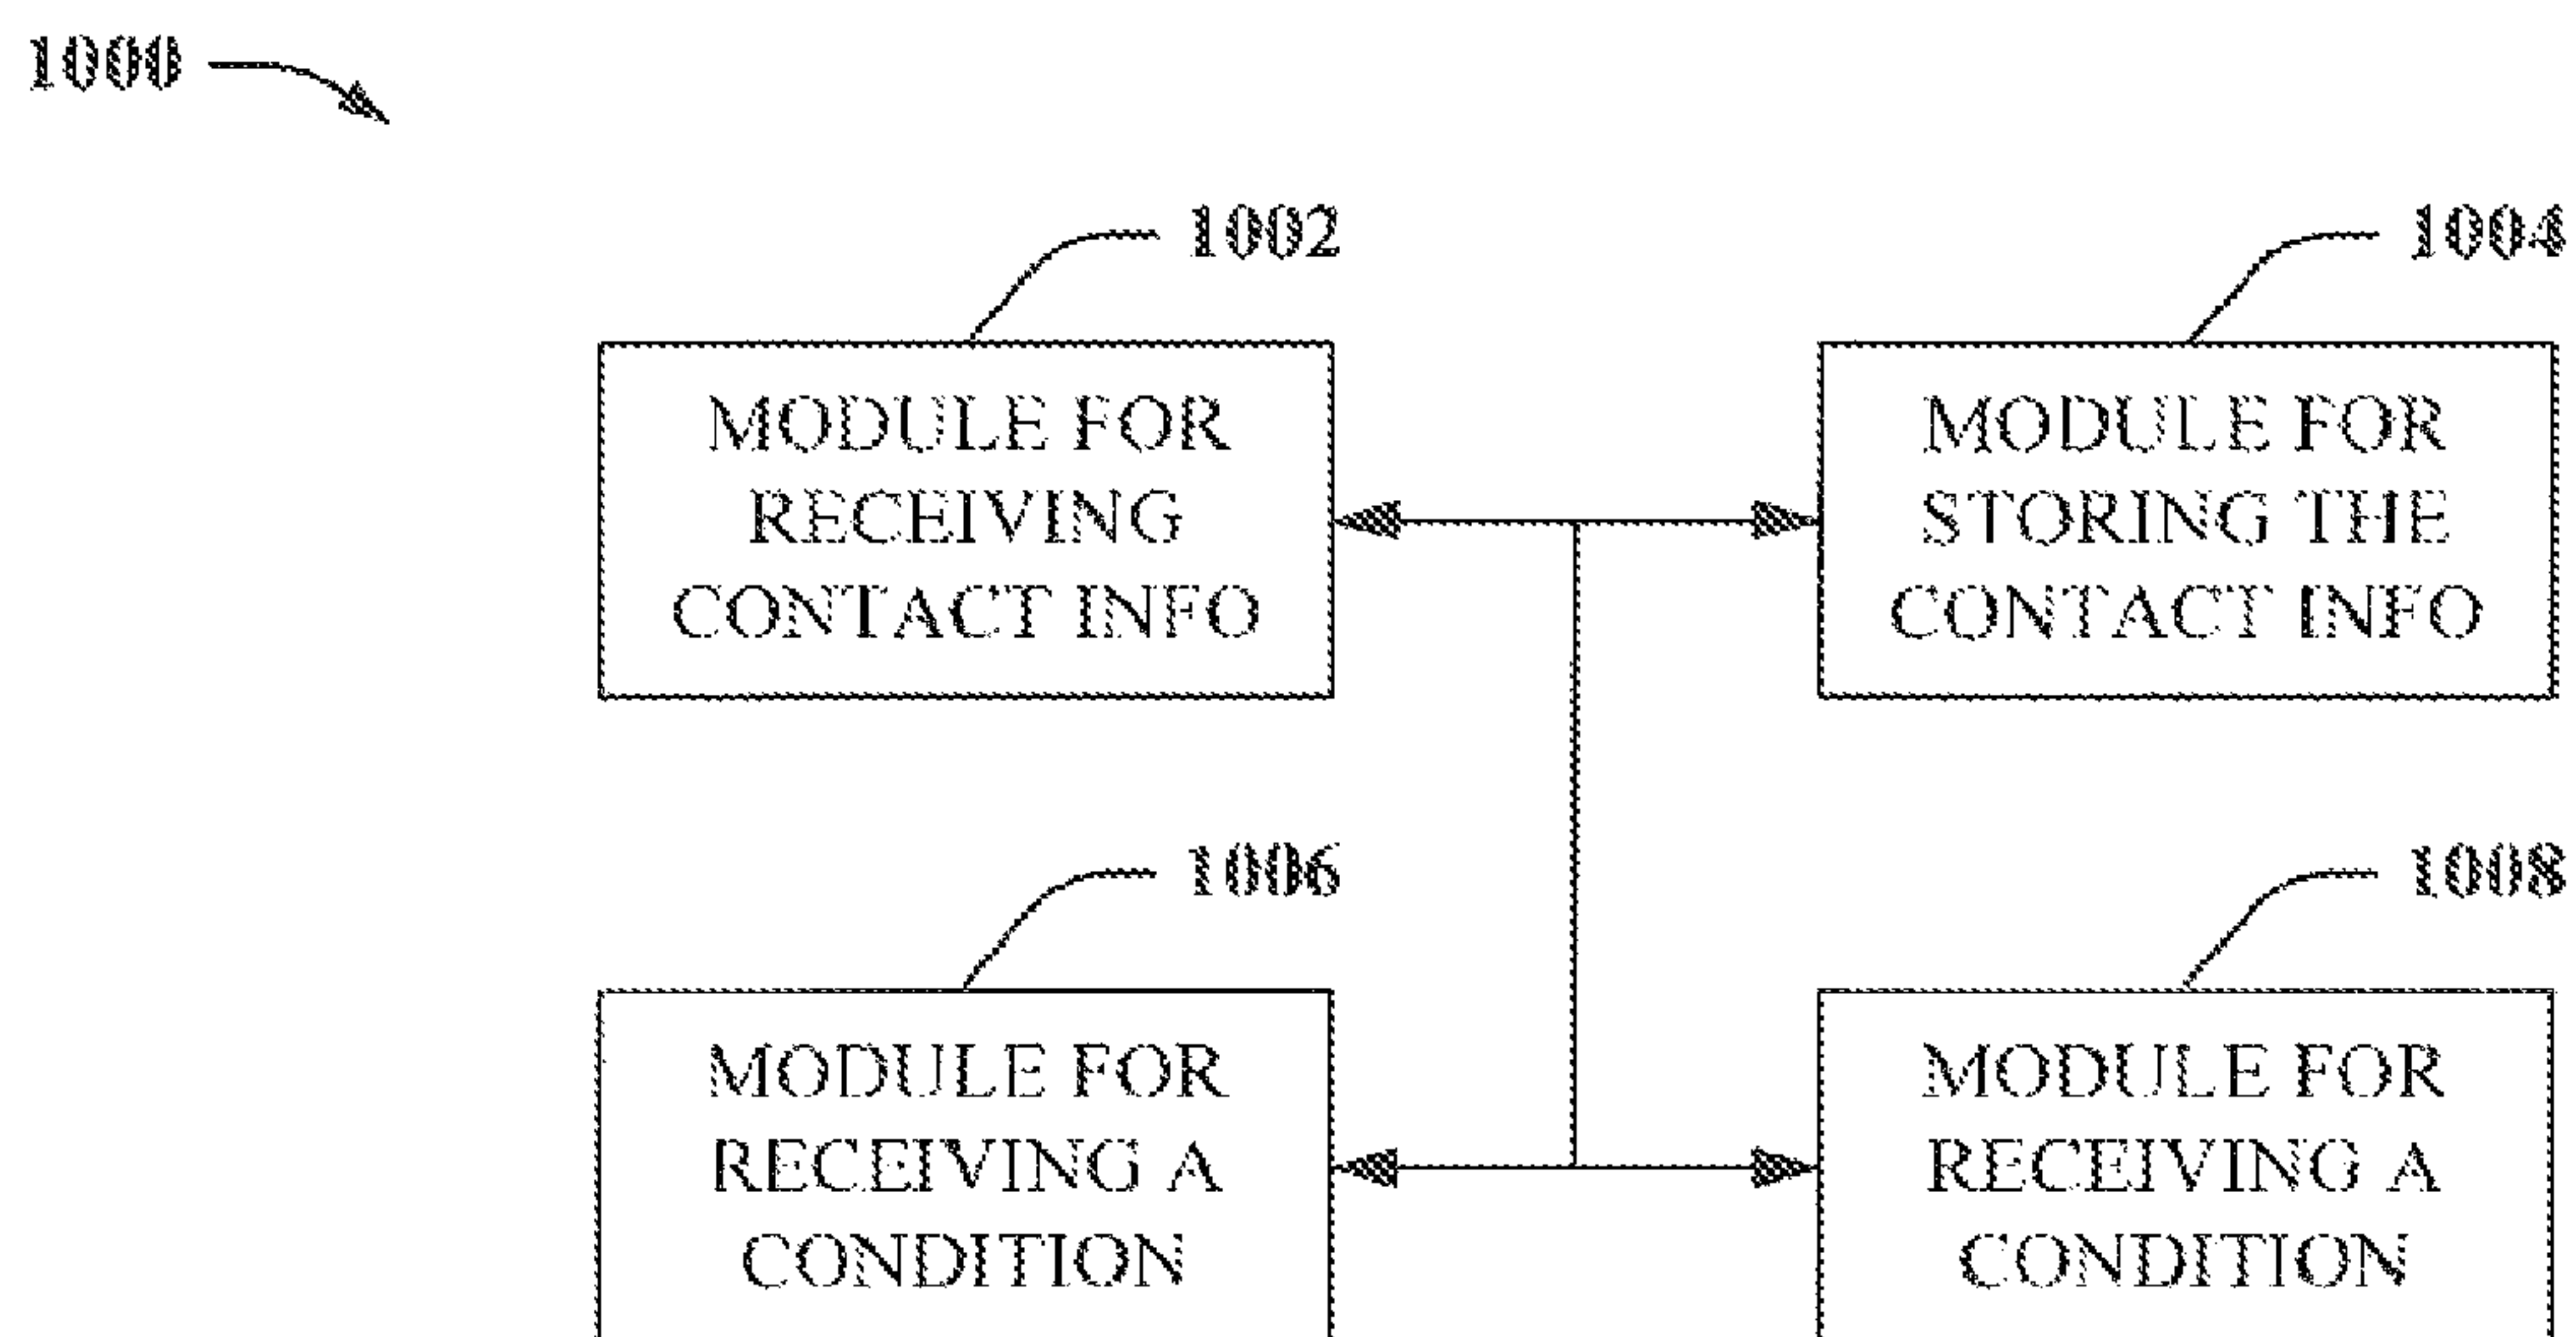 1000
1002
1004
MODULE FOR
RECEIVING
CONTACT INFO
MODULE FOR
STORING THE
CONTACT INFO
1006
1008
MODULE FOR
RECEIVING A
CONDITION
MODULE FOR
RECEIVING A
CONDITION